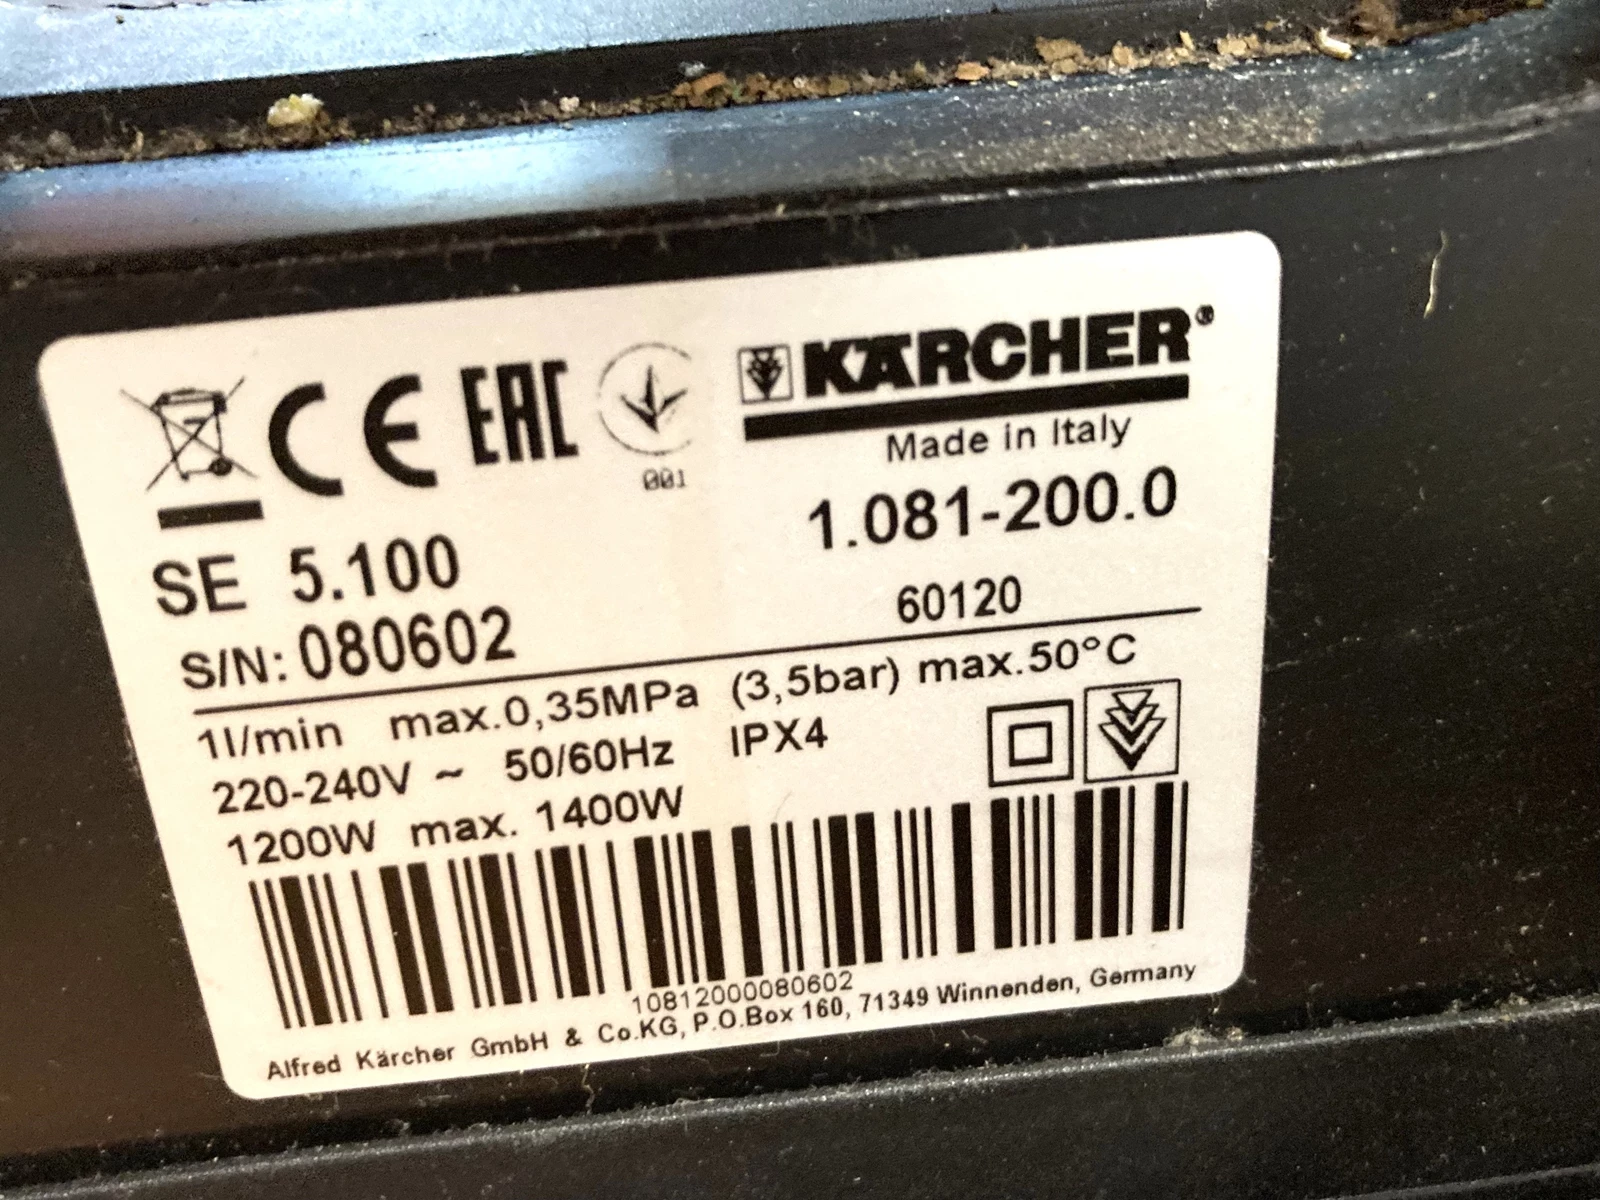 CE EAC
001
KÄRCHER®
Made in Italy
1.081-200.0
SE 5.100
60120
S/N: 080602
1l/min max.0,35MPa (3,5bar) max.50°C
220-240V ~ 50/60Hz IPX4
1200W max. 1400W
10812000080602
Alfred Kärcher GmbH & Co.KG, P.O.Box 160, 71349 Winnenden, Germany